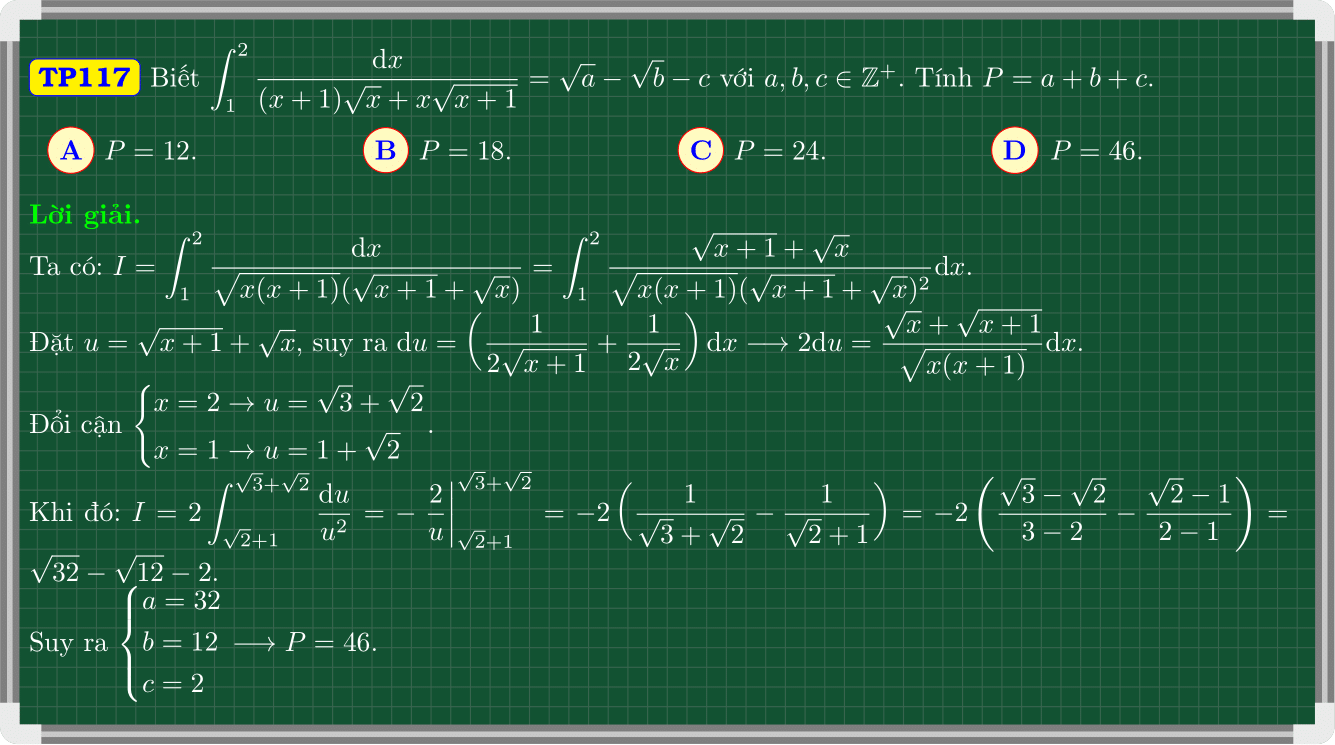 TP117 Biết $\int_1^2 \frac{\mathrm{d}x}{(x+1)\sqrt{x}+x\sqrt{x+1}} = \sqrt{a}-\sqrt{b}-c$ với $a, b, c \in \mathbb{Z}^+$. Tính $P = a+b+c$.
A $P = 12$. B $P = 18$. C $P = 24$. D $P = 46$.
Lời giải.
Ta có: $I = \int_1^2 \frac{\mathrm{d}x}{\sqrt{x(x+1)}(\sqrt{x+1}+\sqrt{x})} = \int_1^2 \frac{\sqrt{x+1}+\sqrt{x}}{\sqrt{x(x+1)}(\sqrt{x+1}+\sqrt{x})^2}\mathrm{d}x$.
Đặt $u = \sqrt{x+1}+\sqrt{x}$, suy ra $\mathrm{d}u = \left(\frac{1}{2\sqrt{x+1}}+\frac{1}{2\sqrt{x}}\right)\mathrm{d}x \longrightarrow 2\mathrm{d}u = \frac{\sqrt{x}+\sqrt{x+1}}{\sqrt{x(x+1)}}\mathrm{d}x$.
Đổi cận $\begin{cases} x = 2 \to u = \sqrt{3}+\sqrt{2} \\ x = 1 \to u = 1+\sqrt{2} \end{cases}$.
Khi đó: $I = 2\int_{\sqrt{2}+1}^{\sqrt{3}+\sqrt{2}} \frac{\mathrm{d}u}{u^2} = -\left.\frac{2}{u}\right|_{\sqrt{2}+1}^{\sqrt{3}+\sqrt{2}} = -2\left(\frac{1}{\sqrt{3}+\sqrt{2}}-\frac{1}{\sqrt{2}+1}\right) = -2\left(\frac{\sqrt{3}-\sqrt{2}}{3-2}-\frac{\sqrt{2}-1}{2-1}\right) =$
$\sqrt{32}-\sqrt{12}-2$.
Suy ra $\begin{cases} a = 32 \\ b = 12 \\ c = 2 \end{cases} \longrightarrow P = 46$.